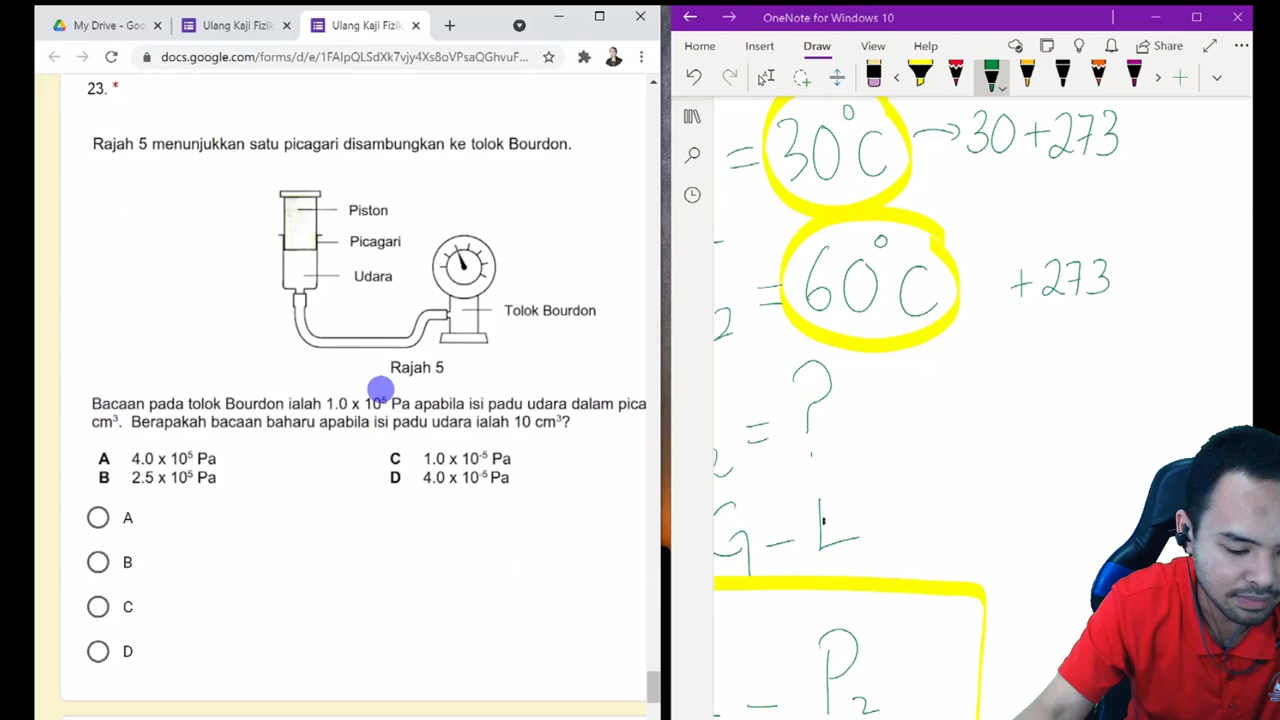 My Drive - Goo
Ulang Kaji Fizik
Ulang Kaji Fizik
docs.google.com/forms/d/e/1FAIpQLSdXk7vjy4Xs8oVPsaQGhvuF...
23. *
Rajah 5 menunjukkan satu picagari disambungkan ke tolok Bourdon.
Piston
Picagari
Udara
Tolok Bourdon
Rajah 5
Bacaan pada tolok Bourdon ialah 1.0 x 10⁵ Pa apabila isi padu udara dalam pica
cm³. Berapakah bacaan baharu apabila isi padu udara ialah 10 cm³?
A 4.0 x 10⁵ Pa
B 2.5 x 10⁵ Pa
C 1.0 x 10⁻⁵ Pa
D 4.0 x 10⁻⁵ Pa
A
B
C
D
OneNote for Windows 10
Home Insert Draw View Help Share
= 30°C → 30 + 273
2 = 60°C + 273
2 = ?
G - L
- P₂